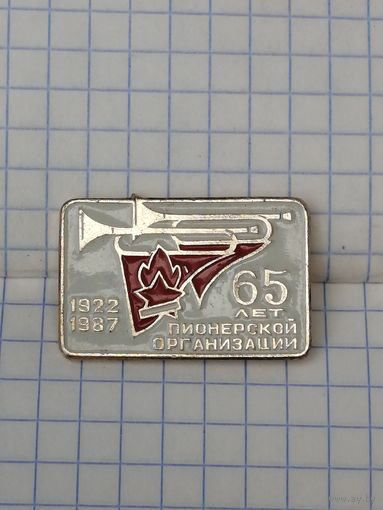 1922
1987
65
ЛЕТ
ПИОНЕРСКОЙ
ОРГАНИЗАЦИИ